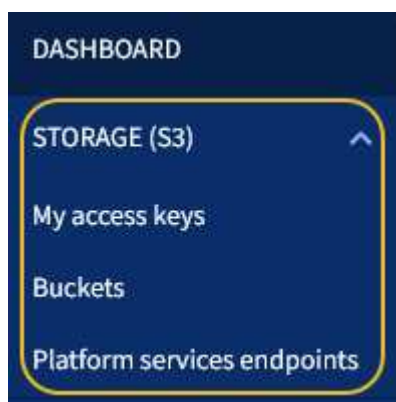 DASHBOARD
STORAGE (S3)
My access keys
Buckets
Platform services endpoints